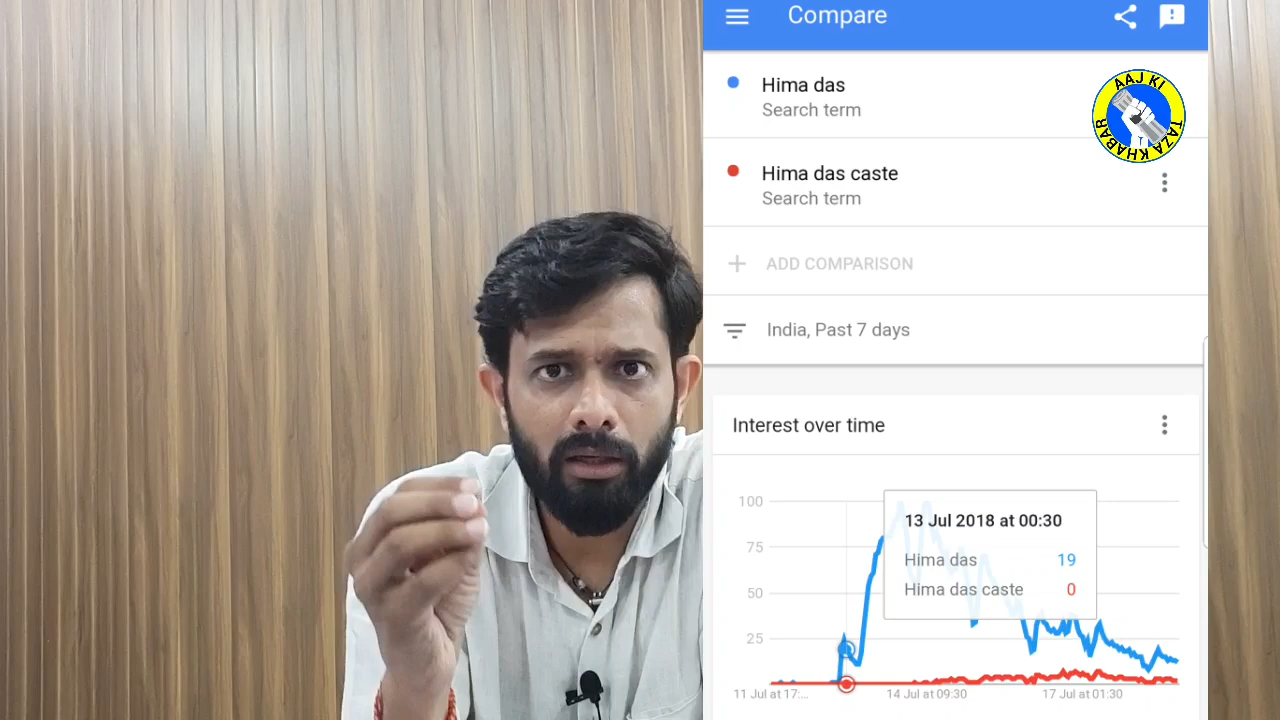 Compare
Hima das
Search term
AAJ KI
TAZA KHABAR
Hima das caste
Search term
ADD COMPARISON
India, Past 7 days
Interest over time
100
75
50
25
13 Jul 2018 at 00:30
Hima das 19
Hima das caste 0
11 Jul at 17:... 14 Jul at 09:30 17 Jul at 01:30